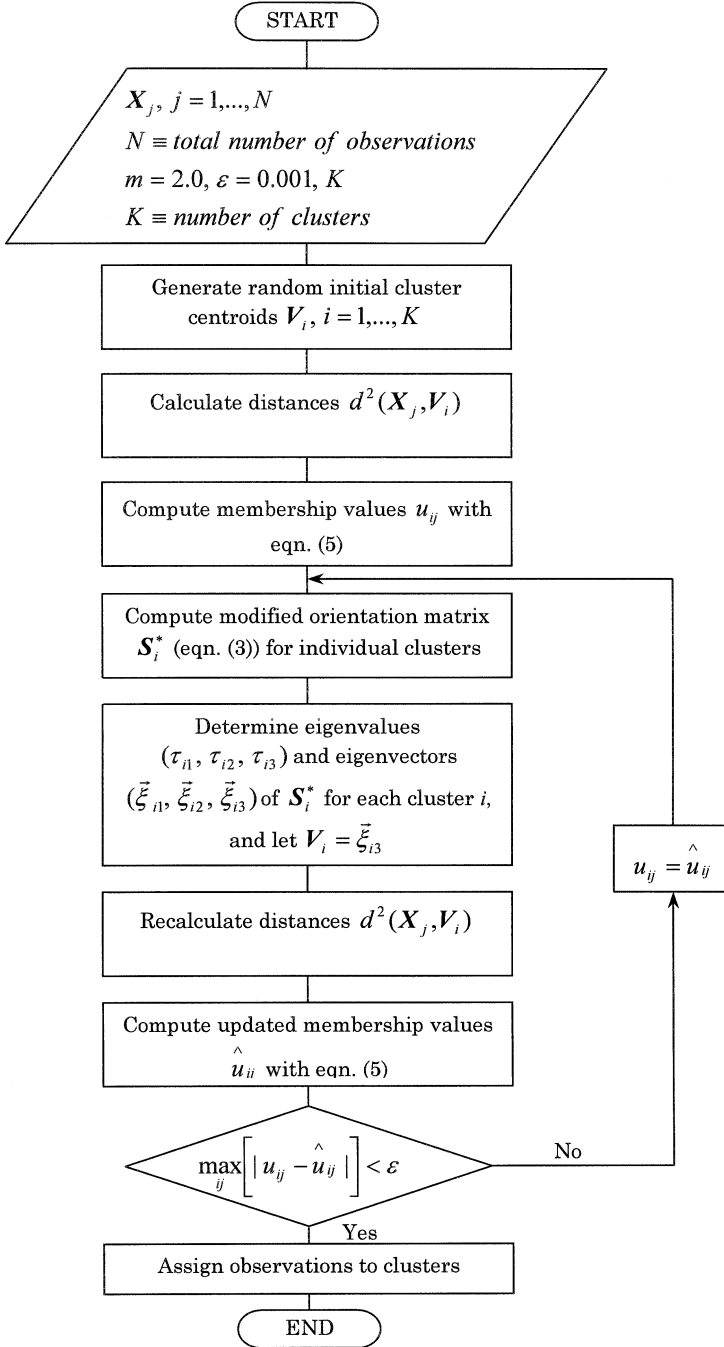 START
X_j, j = 1,...,N
N ≡ total number of observations
m = 2.0, ε = 0.001, K
K ≡ number of clusters
Generate random initial cluster
centroids V_i, i = 1,...,K
Calculate distances d²(X_j,V_i)
Compute membership values u_ij with
eqn. (5)
Compute modified orientation matrix
S_i^* (eqn. (3)) for individual clusters
Determine eigenvalues
(τ_i1, τ_i2, τ_i3) and eigenvectors
(ξ⃗_i1, ξ⃗_i2, ξ⃗_i3) of S_i^* for each cluster i,
and let V_i = ξ⃗_i3
u_ij = û_ij
Recalculate distances d²(X_j,V_i)
Compute updated membership values
û_ij with eqn. (5)
max_ij [| u_ij − û_ij |] < ε
No
Yes
Assign observations to clusters
END